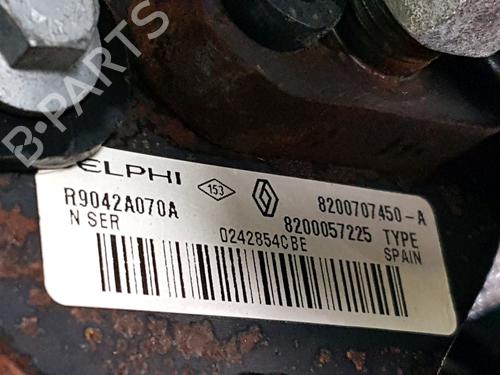 B-PARTS
ELPHI
153
R9042A070A
8200707450-A
N SER
8200057225 TYPE
0242854CBE
SPAIN